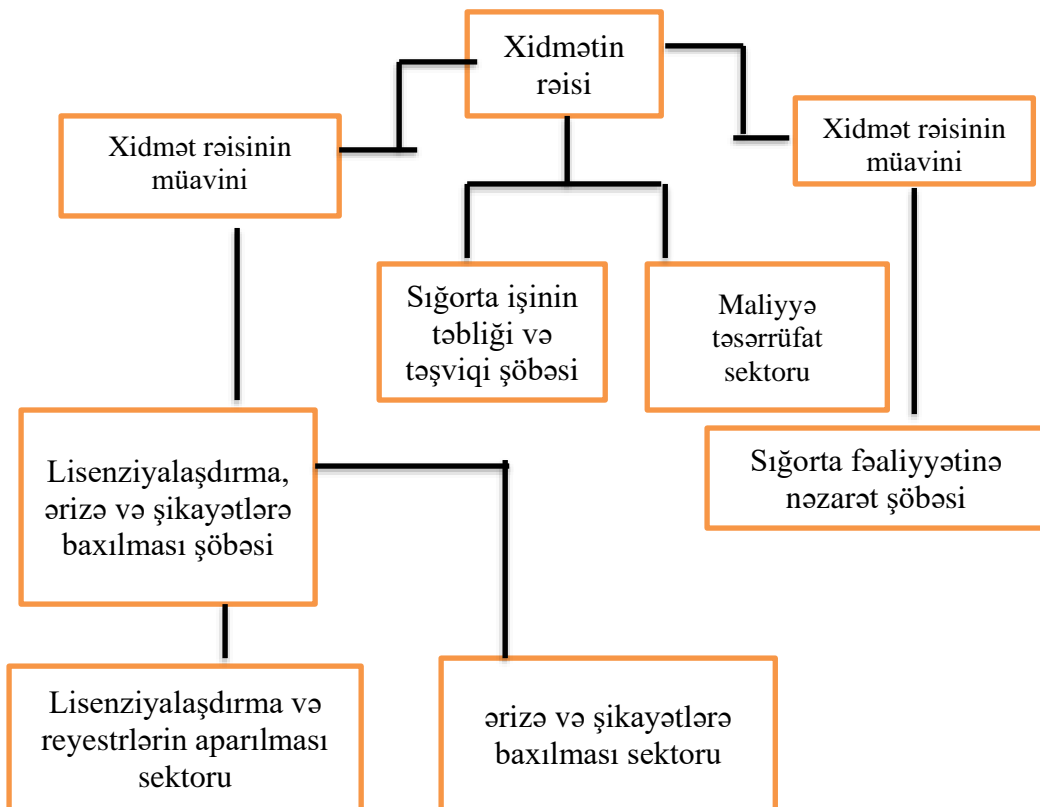 Xidmətin
rəisi
Xidmət rəisinin
müavini
Xidmət rəisinin
müavini
Sığorta işinin
təbliği və
təşviqi şöbəsi
Maliyyə
təsərrüfat
sektoru
Lisenziyalaşdırma,
ərizə və şikayətlərə
baxılması şöbəsi
Sığorta fəaliyyətinə
nəzarət şöbəsi
Lisenziyalaşdırma və
reyestrlərin aparılması
sektoru
ərizə və şikayətlərə
baxılması sektoru